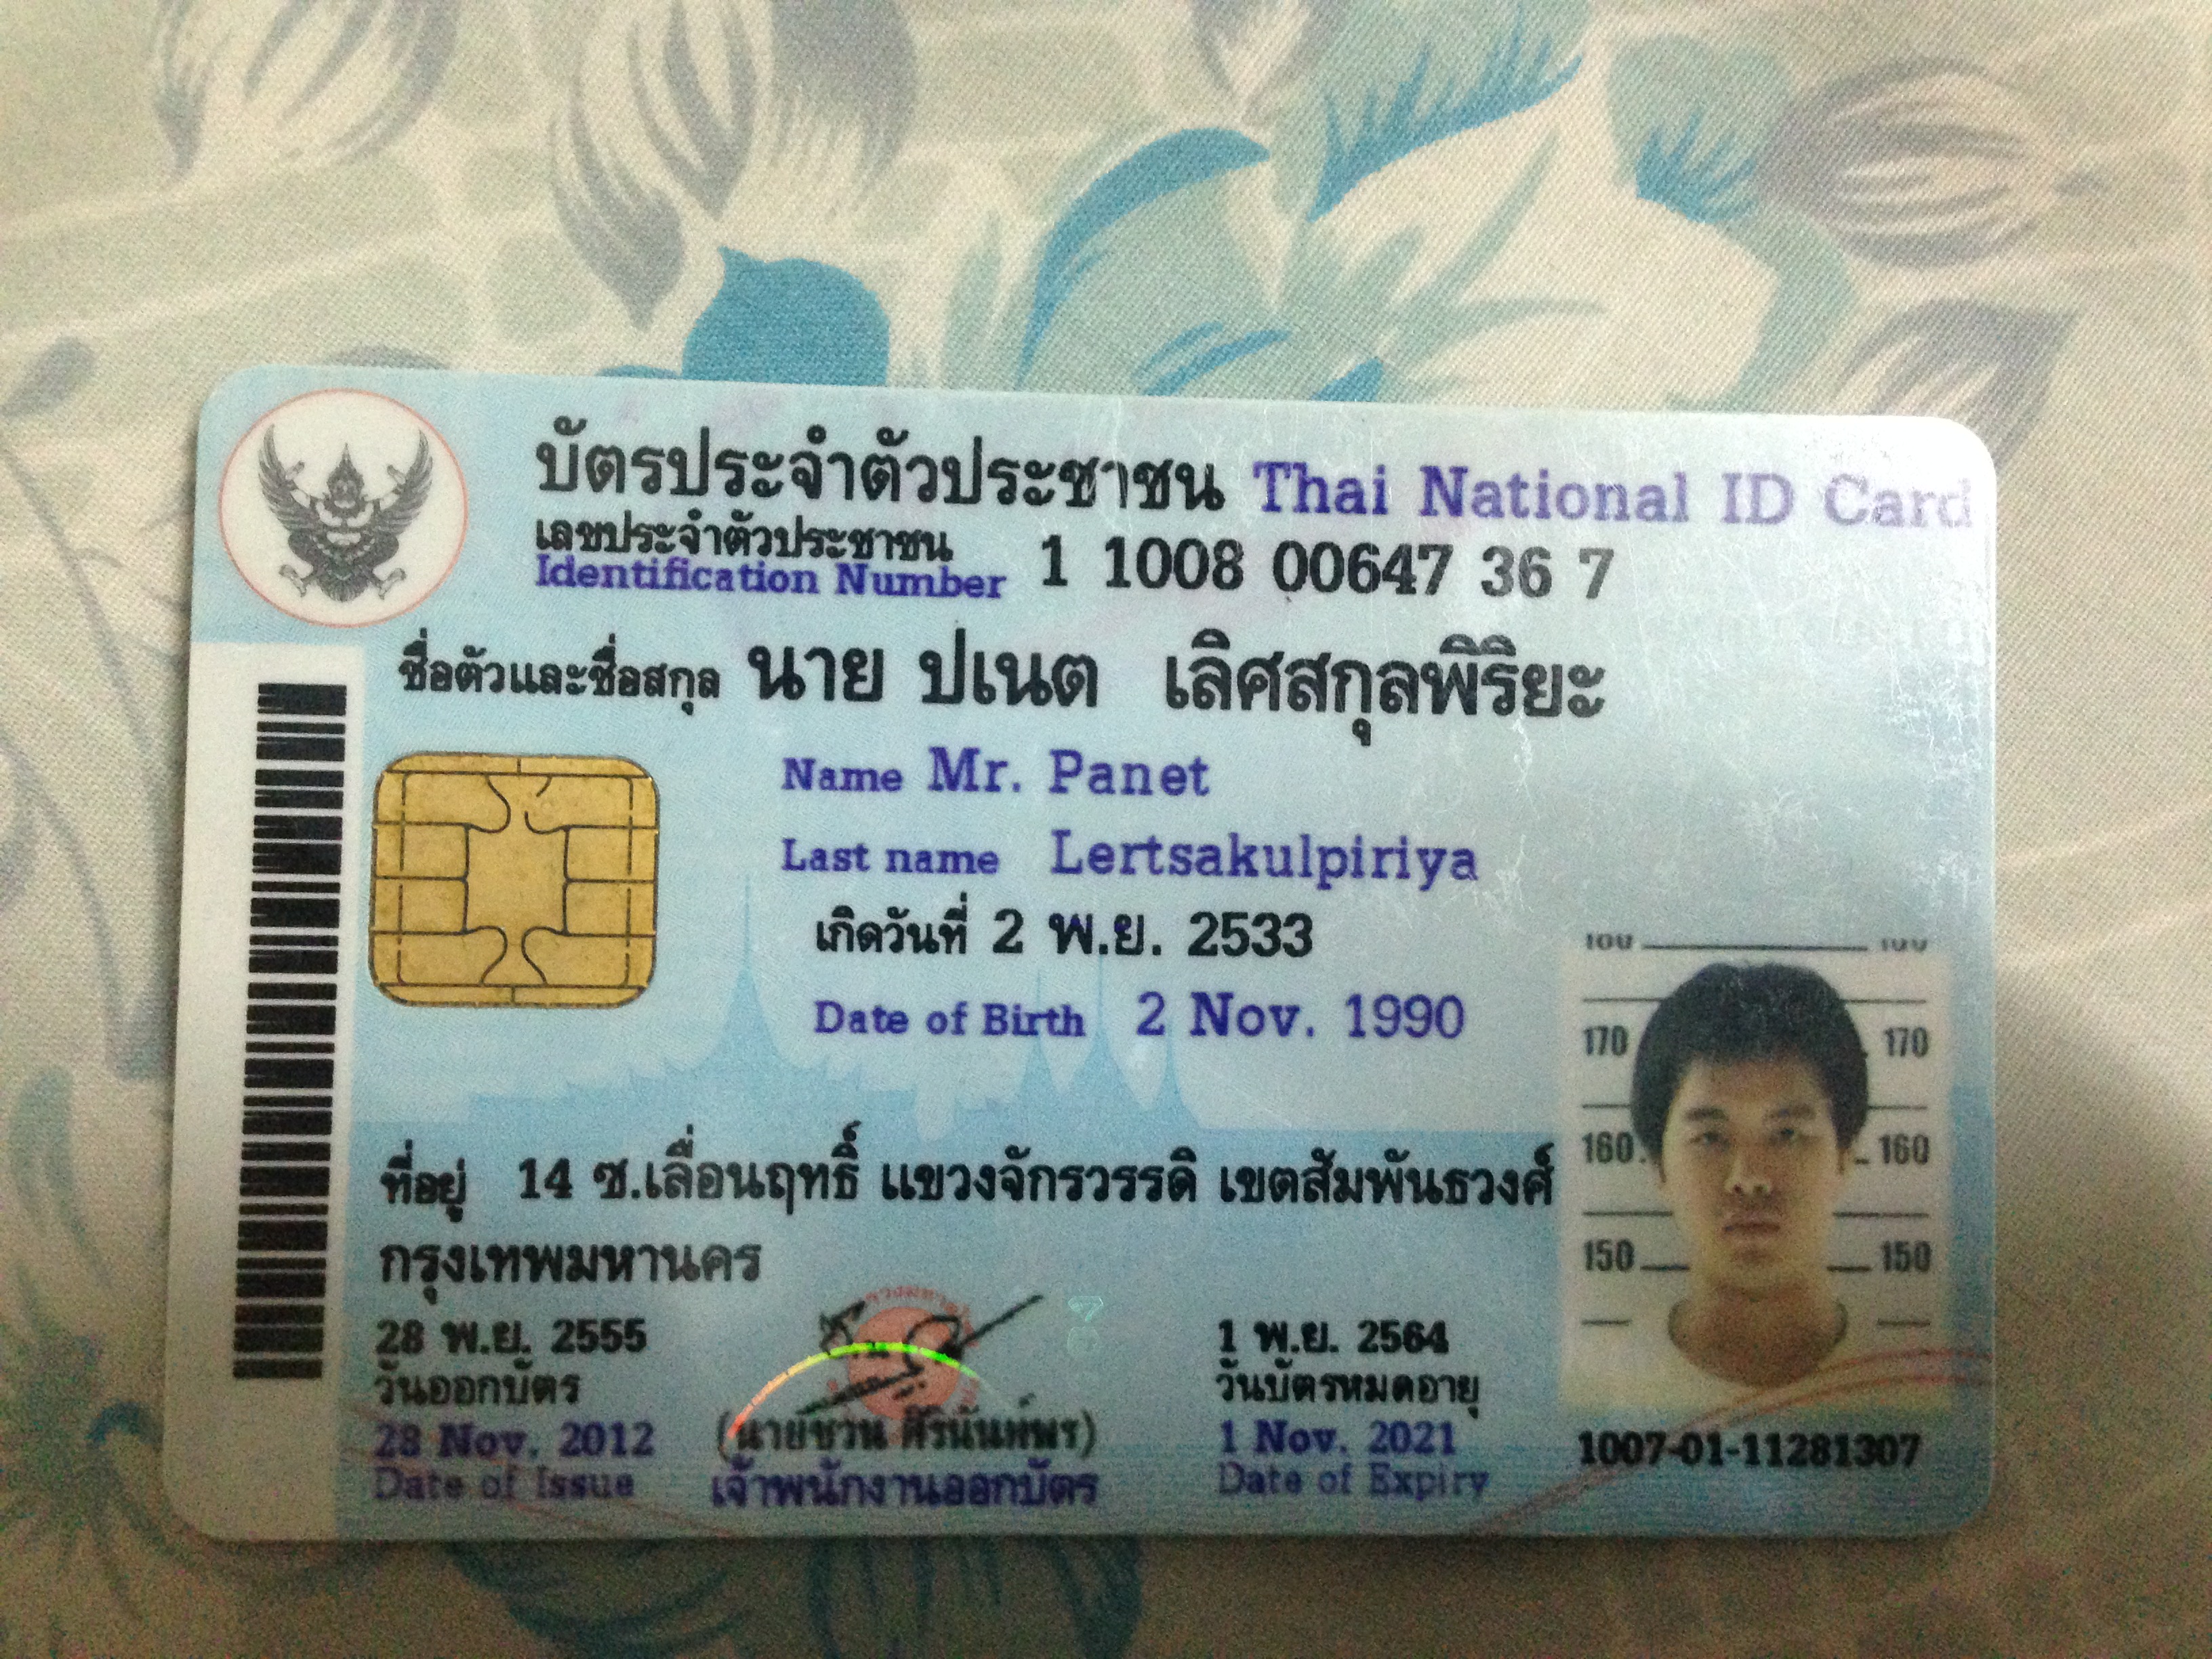 บัตรประจำตัวประชาชน Thai National ID Card
เลขประจำตัวประชาชน
Identification Number 1 1008 00647 36 7
ชื่อตัวและชื่อสกุล นาย ปเนต เลิศสกุลพิริยะ
Name Mr. Panet
Last name Lertsakulpiriya
เกิดวันที่ 2 พ.ย. 2533
Date of Birth 2 Nov. 1990
170 170
160 160
150 150
ที่อยู่ 14 ซ.เลื่อนฤทธิ์ แขวงจักรวรรดิ เขตสัมพันธวงศ์
กรุงเทพมหานคร
28 พ.ย. 2555
วันออกบัตร
28 Nov. 2012
Date of Issue
(นายชวน ศิรินันท์พร)
เจ้าพนักงานออกบัตร
1 พ.ย. 2564
วันบัตรหมดอายุ
1 Nov. 2021
Date of Expiry
1007-01-11281307